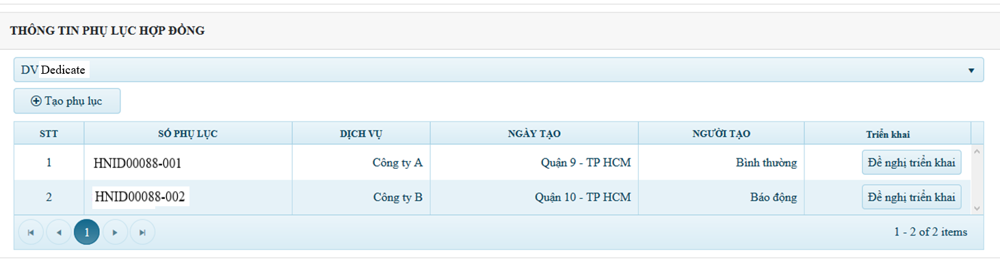 THÔNG TIN PHỤ LỤC HỢP ĐỒNG
DV Dedicate
Tạo phụ lục
STT SỐ PHỤ LỤC DỊCH VỤ NGÀY TẠO NGƯỜI TẠO Triển khai
1 HNID00088-001 Công ty A Quận 9 - TP HCM Bình thường Đề nghị triển khai
2 HNID00088-002 Công ty B Quận 10 - TP HCM Báo động Đề nghị triển khai
1 1 - 2 of 2 items